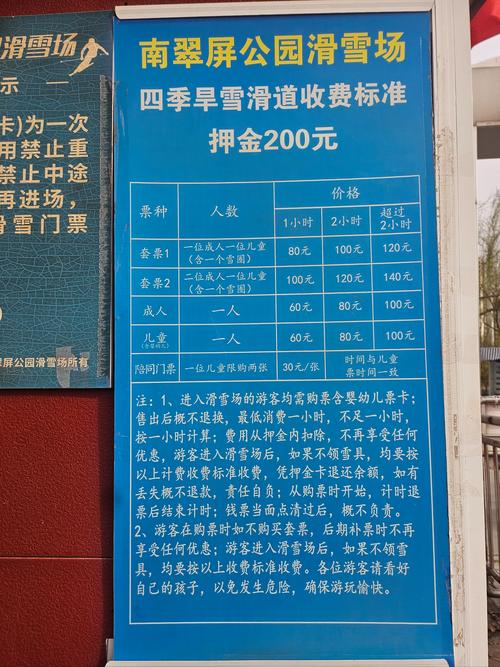 滑雪场
示
卡)为一次
用禁止重
禁止中途
再进场，
滑雪门票
屏公园滑雪场所有
南翠屏公园滑雪场
四季旱雪滑道收费标准
押金200元
票种 人数 价格
1小时 2小时 超过2小时
套票1 一位成人一位儿童(含一个雪圈) 80元 100元 120元
套票2 二位成人一位儿童(含一个雪圈) 100元 120元 140元
成人 一人 60元 80元 100元
儿童(含婴幼儿) 一人 60元 80元 100元
陪同门票 一位儿童限购两张 30元/张 时间与儿童票时间一致
注：1、进入滑雪场的游客均需购票含婴幼儿票卡；
售出后概不退换，最低消费一小时，不足一小时，
按一小时计算；费用从押金内扣除，不再享受任何
优惠，游客进入滑雪场后，如果不领雪具，均要按
以上计费收费标准收费，凭押金卡退还余额，如有
丢失概不退款，责任自负；从购票时开始，计时退
票后结束计时；钱票当面点清过后，概不负责。
2、游客在购票时如不购买套票，后期补票时不再
享受任何优惠；游客进入滑雪场后，如果不领雪
具，均要按以上收费标准收费。各位游客请看好
自己的孩子，以免发生危险，确保游玩愉快。